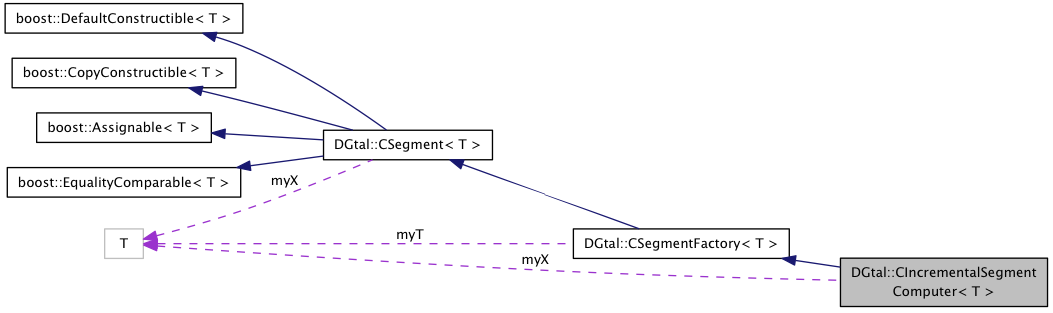 boost::DefaultConstructible< T >
boost::CopyConstructible< T >
boost::Assignable< T >
DGtal::CSegment< T >
boost::EqualityComparable< T >
myX
T
myT
DGtal::CSegmentFactory< T >
myX
DGtal::CIncrementalSegment
Computer< T >